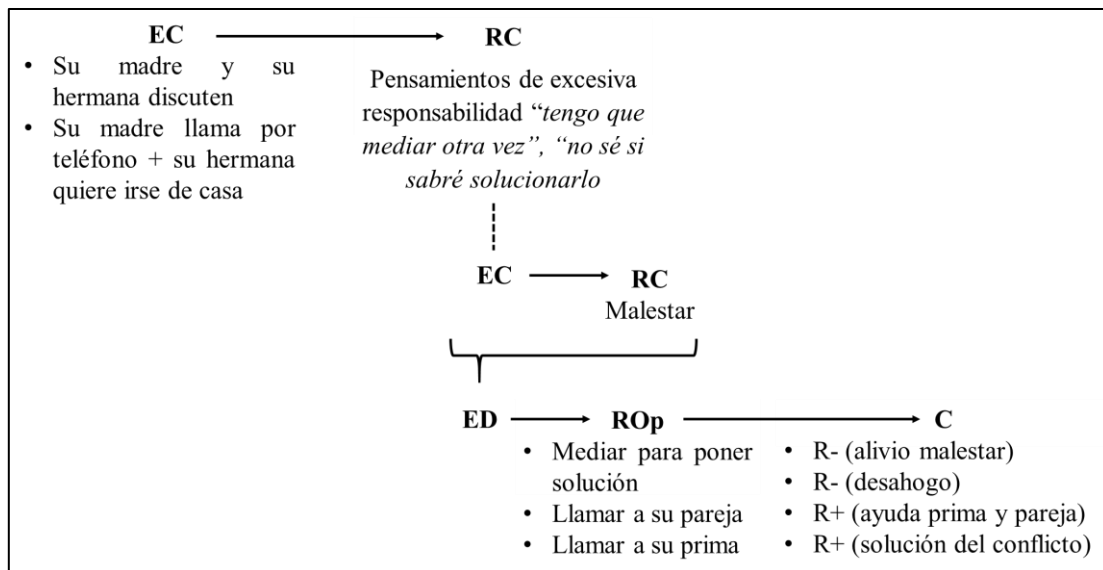 EC RC
• Su madre y su
hermana discuten
• Su madre llama por
teléfono + su hermana
quiere irse de casa
Pensamientos de excesiva
responsabilidad “tengo que
mediar otra vez”, “no sé si
sabré solucionarlo
EC RC
Malestar
ED ROp C
• Mediar para poner
solución
• Llamar a su pareja
• Llamar a su prima
• R- (alivio malestar)
• R- (desahogo)
• R+ (ayuda prima y pareja)
• R+ (solución del conflicto)